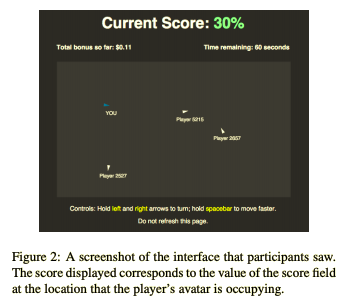 Current Score: 30%
Total bonus so far: $0.11 Time remaining: 60 seconds
YOU
Player 5215
Player 2657
Player 2527
Controls: Hold left and right arrows to turn; hold spacebar to move faster.
Do not refresh this page.
Figure 2: A screenshot of the interface that participants saw.
The score displayed corresponds to the value of the score field
at the location that the player's avatar is occupying.